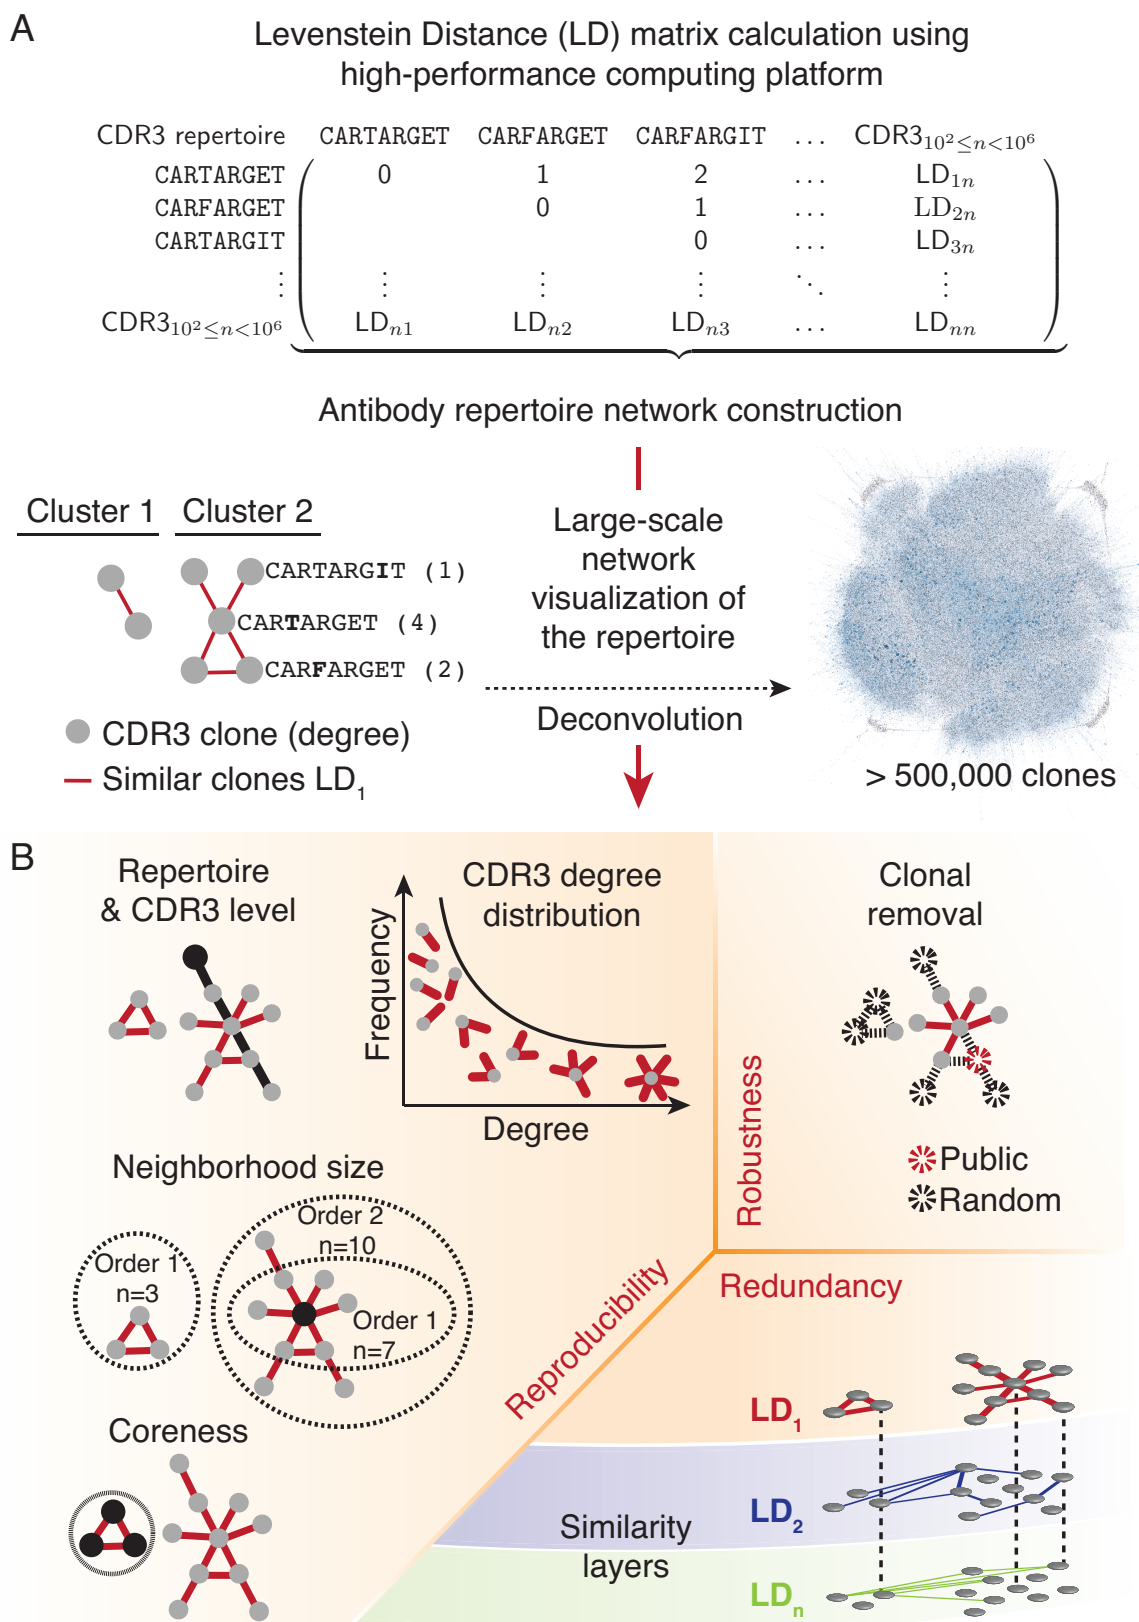 A
Levenstein Distance (LD) matrix calculation using
high-performance computing platform
CDR3 repertoire CARTARGET CARFARGET CARFARGIT ... CDR3 10² ≤ n < 10⁶
CARTARGET 0 1 2 ... LD1n
CARFARGET 0 1 ... LD2n
CARTARGIT 0 ... LD3n
⋮ ⋮ ⋮ ⋮ ⋱ ⋮
CDR3 10² ≤ n < 10⁶ LDn1 LDn2 LDn3 ... LDnn
Antibody repertoire network construction
Cluster 1 Cluster 2
CARTARGIT (1)
CARTARGET (4)
CARFARGET (2)
CDR3 clone (degree)
Similar clones LD1
Large-scale
network
visualization of
the repertoire
Deconvolution
> 500,000 clones
B
Repertoire
& CDR3 level
CDR3 degree
distribution
Frequency
Degree
Clonal
removal
Public
Random
Robustness
Neighborhood size
Order 1
n=3
Order 2
n=10
Order 1
n=7
Reproducibility
Redundancy
Coreness
LD1
LD2
LDn
Similarity
layers